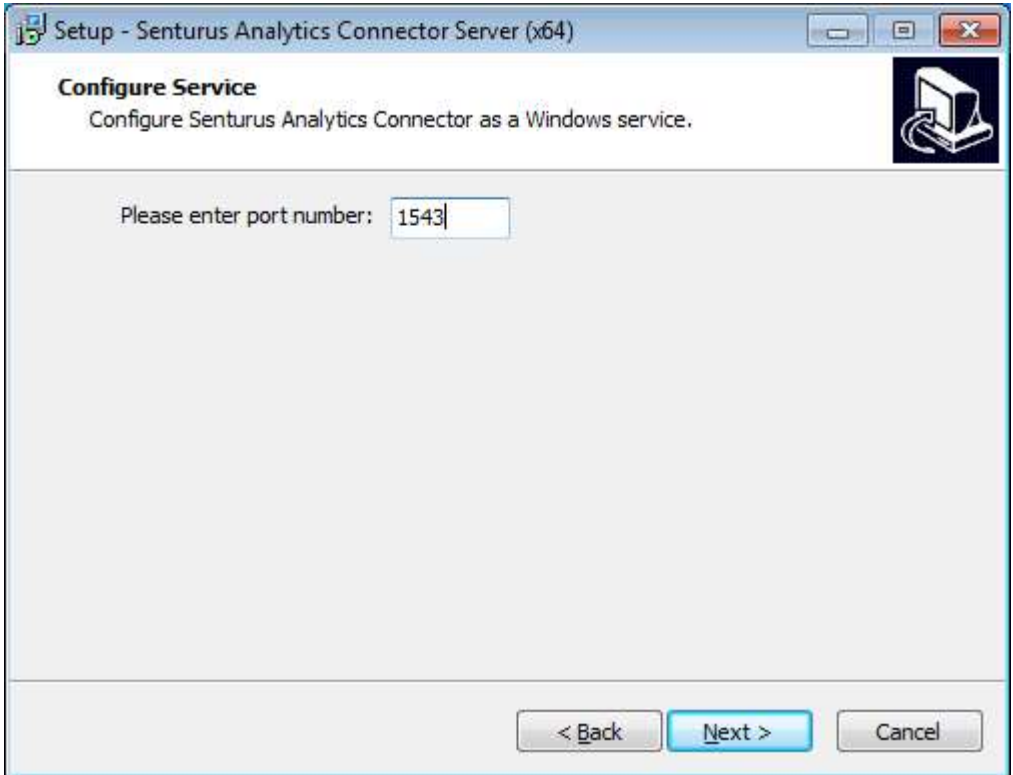 Setup - Senturus Analytics Connector Server (x64)
Configure Service
Configure Senturus Analytics Connector as a Windows service.
Please enter port number: 1543
< Back Next > Cancel